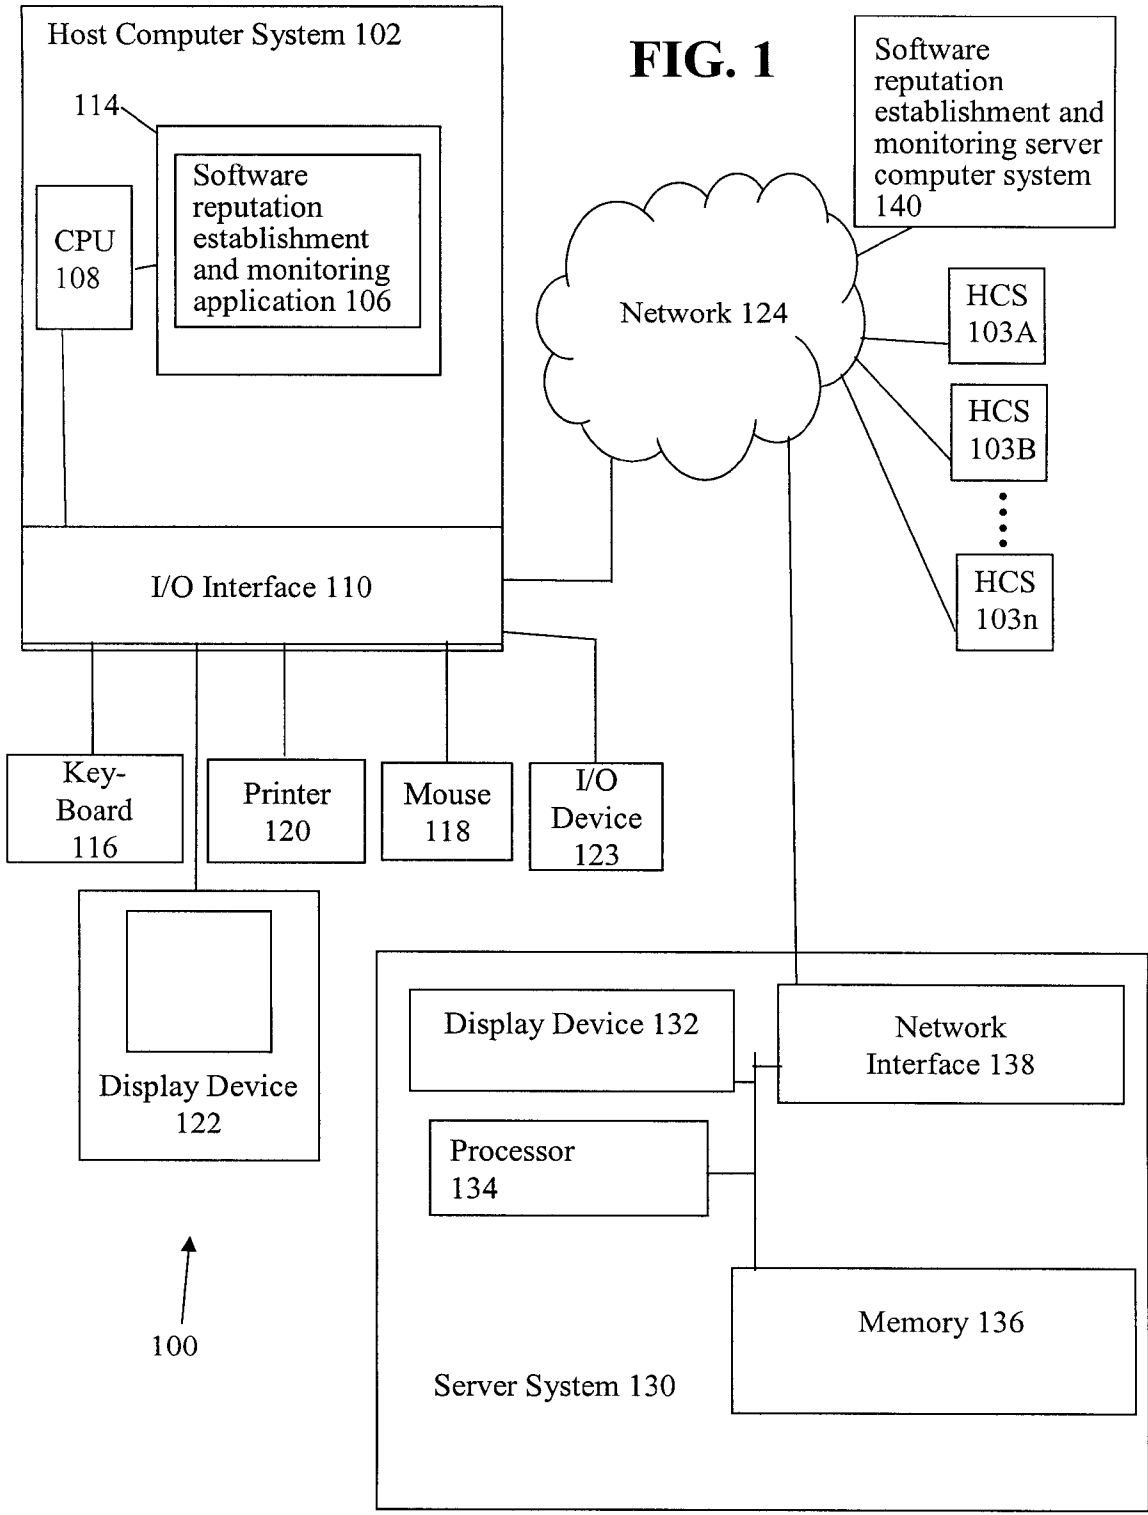 Host Computer System 102
FIG. 1
Software
reputation
establishment and
monitoring server
computer system
140
114
Software
reputation
establishment
and monitoring
application 106
CPU
108
Network 124
HCS
103A
HCS
103B
HCS
103n
I/O Interface 110
Key-
Board
116
Printer
120
Mouse
118
I/O
Device
123
Display Device
122
Display Device 132
Network
Interface 138
Processor
134
Memory 136
Server System 130
100